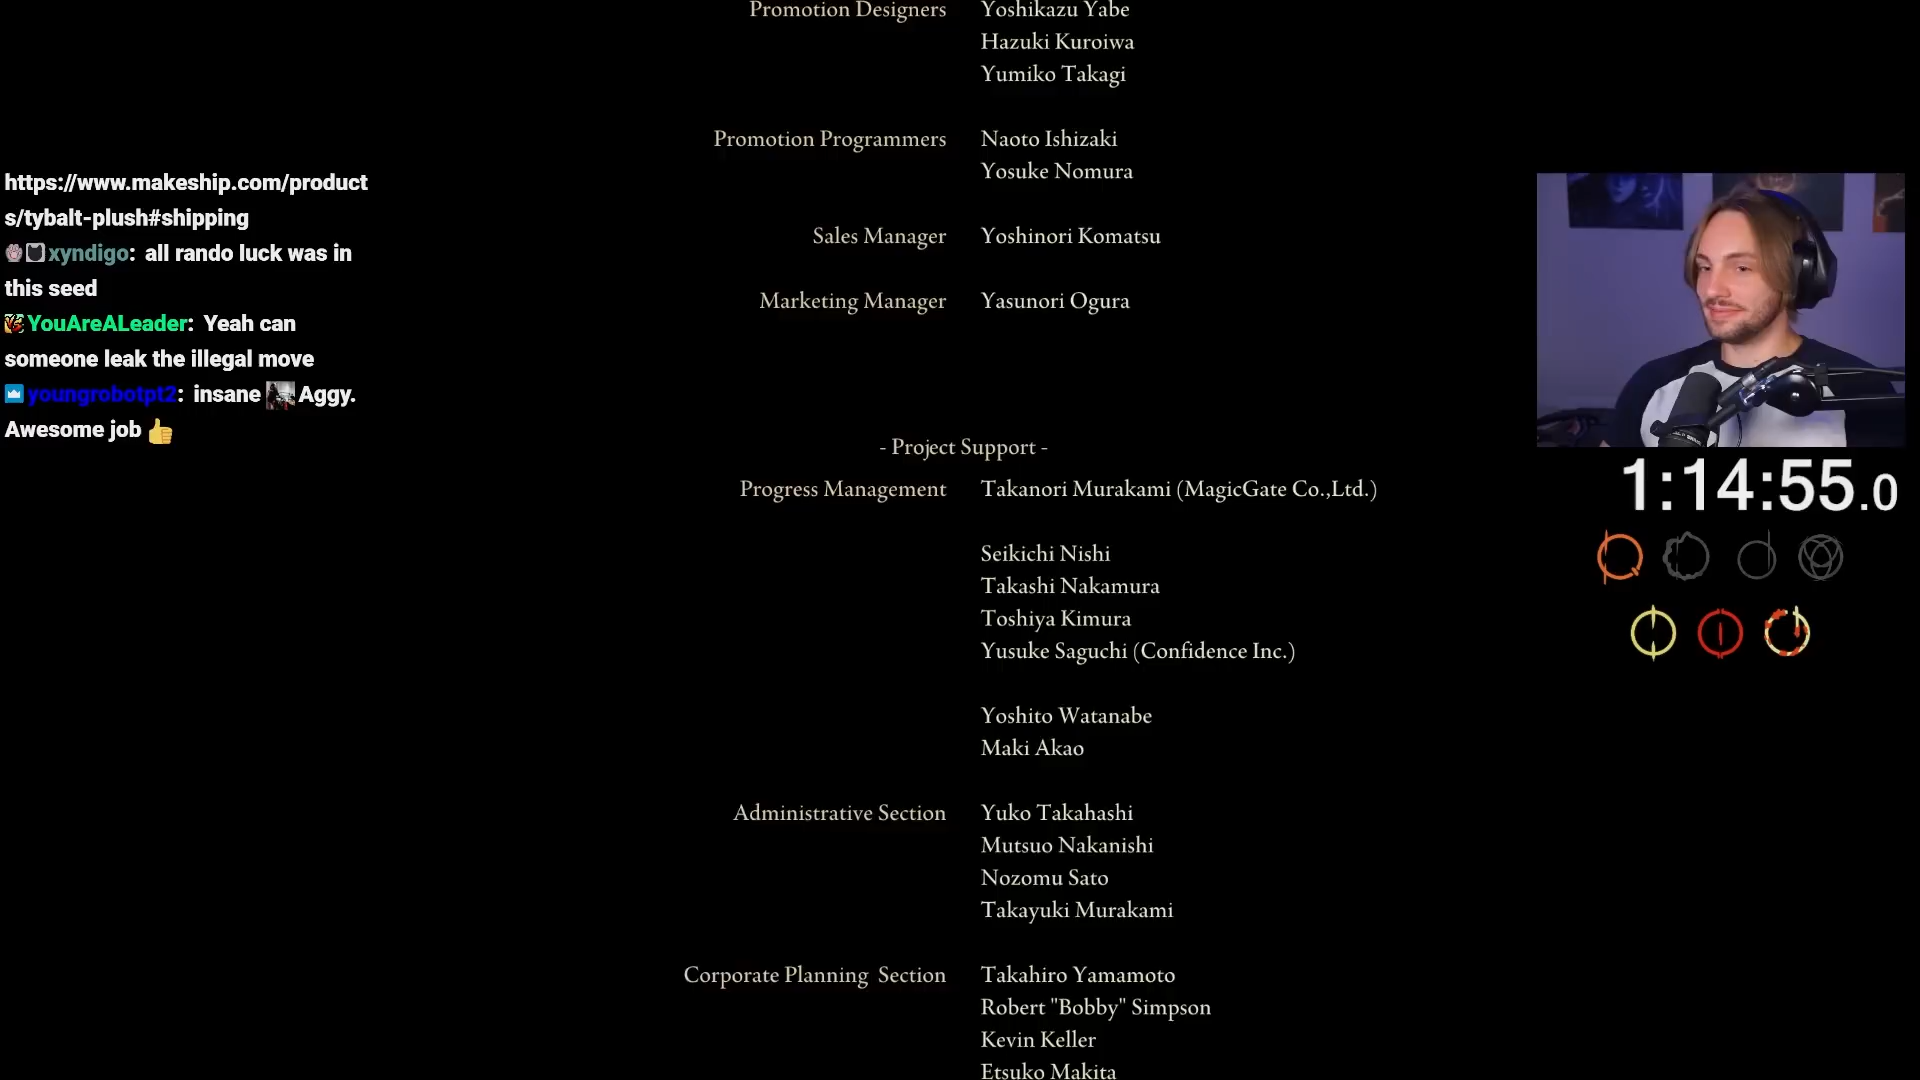 Promotion Designers Yoshikazu Yabe
Hazuki Kuroiwa
Yumiko Takagi
Promotion Programmers Naoto Ishizaki
Yosuke Nomura
Sales Manager Yoshinori Komatsu
Marketing Manager Yasunori Ogura
- Project Support -
Progress Management Takanori Murakami (MagicGate Co.,Ltd.)
Seikichi Nishi
Takashi Nakamura
Toshiya Kimura
Yusuke Saguchi (Confidence Inc.)
Yoshito Watanabe
Maki Akao
Administrative Section Yuko Takahashi
Mutsuo Nakanishi
Nozomu Sato
Takayuki Murakami
Corporate Planning  Section Takahiro Yamamoto
Robert "Bobby" Simpson
Kevin Keller
Etsuko Makita
https://www.makeship.com/product
s/tybalt-plush#shipping
xyndigo: all rando luck was in
this seed
YouAreALeader: Yeah can
someone leak the illegal move
youngrobotpt2: insane Aggy.
Awesome job 👍
1:14:55.0